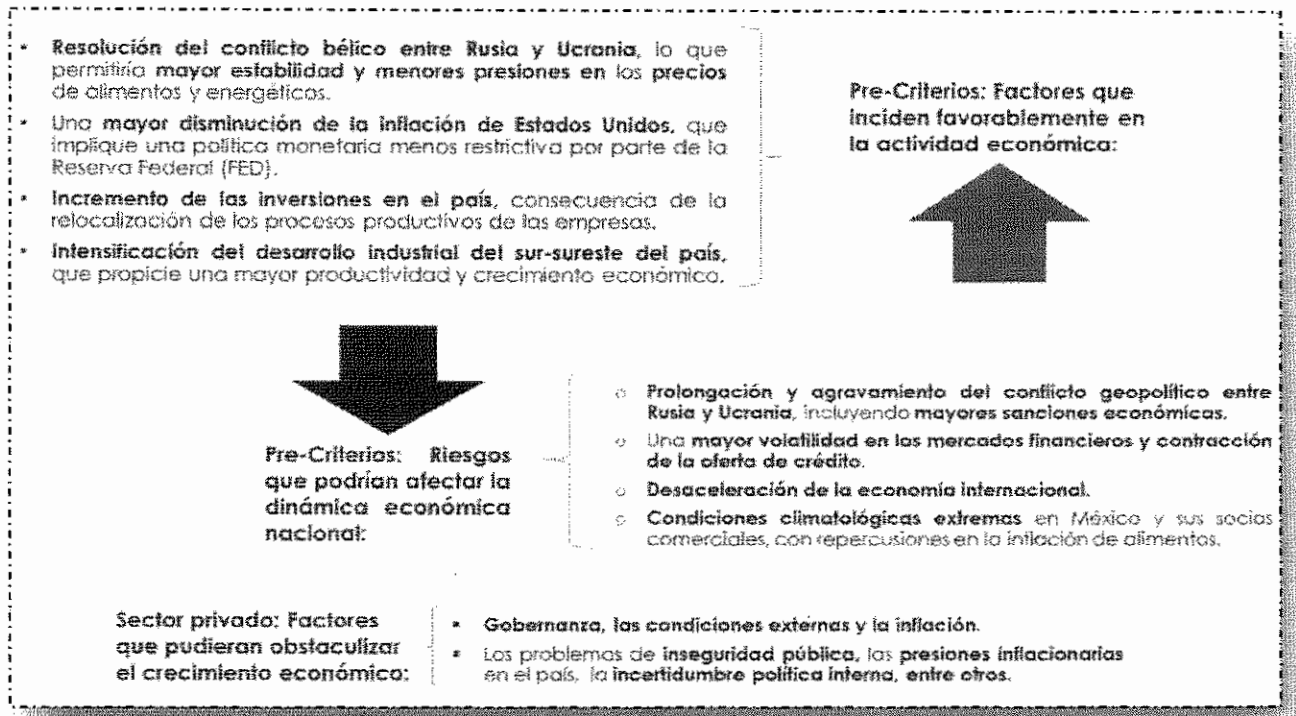 • Resolución del conflicto bélico entre Rusia y Ucrania, lo que
permitiría mayor estabilidad y menores presiones en los precios
de alimentos y energéticos.
• Una mayor disminución de la inflación de Estados Unidos, que
implique una política monetaria menos restrictiva por parte de la
Reserva Federal (FED).
• Incremento de las inversiones en el país, consecuencia de la
relocalización de los procesos productivos de las empresas.
• Intensificación del desarrollo industrial del sur-sureste del país,
que propicie una mayor productividad y crecimiento económico.
Pre-Criterios: Factores que
inciden favorablemente en
la actividad económica:
Pre-Criterios: Riesgos
que podrían afectar la
dinámica económica
nacional:
o Prolongación y agravamiento del conflicto geopolítico entre
Rusia y Ucrania, incluyendo mayores sanciones económicas.
o Una mayor volatilidad en los mercados financieros y contracción
de la oferta de crédito.
o Desaceleración de la economía internacional.
o Condiciones climatológicas extremas en México y sus socias
comerciales, con repercusiones en la inflación de alimentos.
Sector privado: Factores
que pudieran obstaculizar
el crecimiento económico:
• Gobernanza, las condiciones externas y la inflación.
• Los problemas de inseguridad pública, las presiones inflacionarias
en el país, la incertidumbre política interna, entre otros.